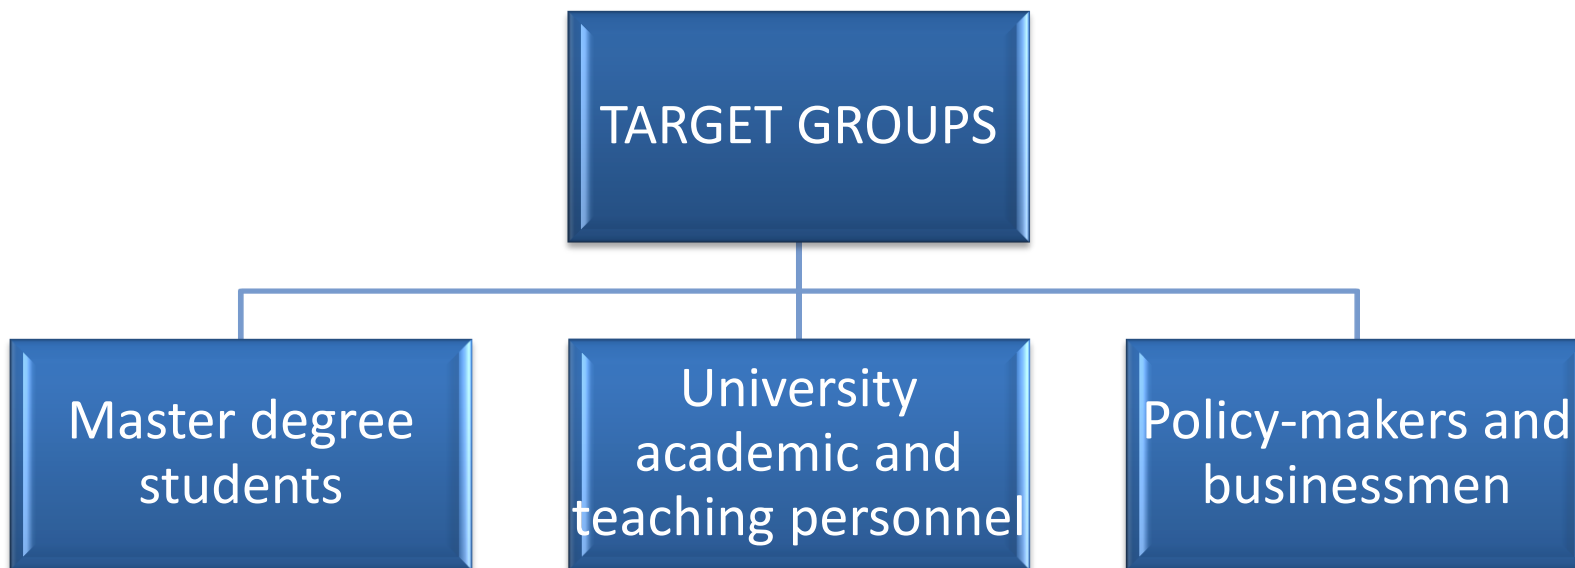 TARGET GROUPS
Master degree
students
University
academic and
teaching personnel
Policy-makers and
businessmen